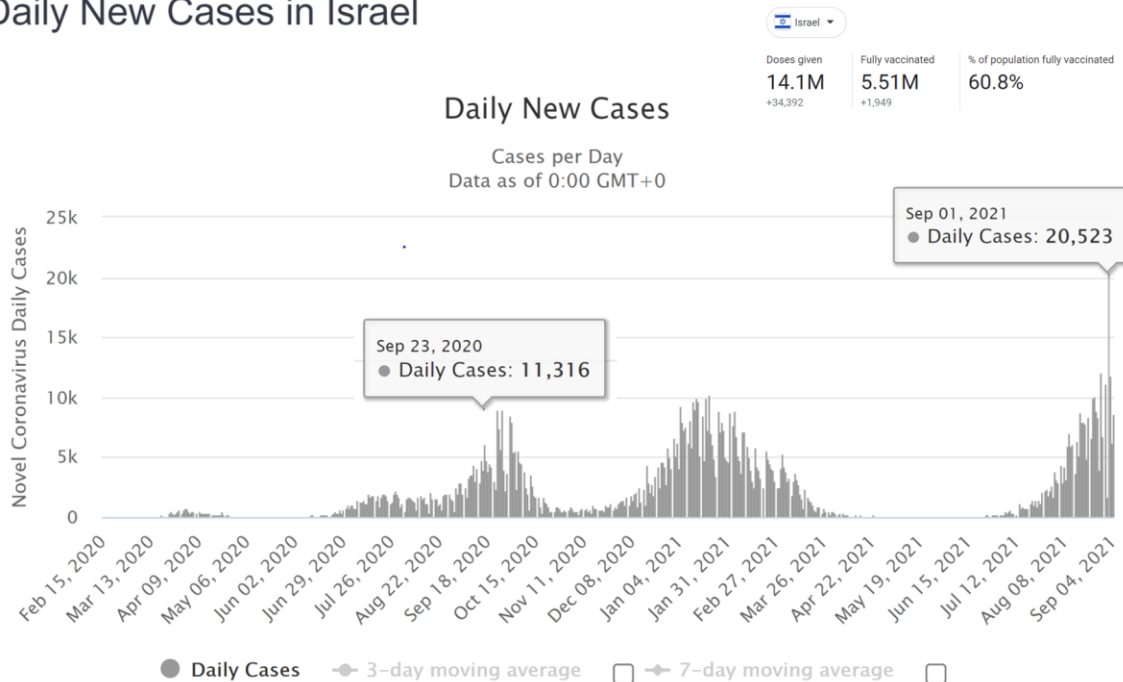 Daily New Cases in Israel
Israel
Doses given
14.1M
+34,392
Fully vaccinated
5.51M
+1,949
% of population fully vaccinated
60.8%
Daily New Cases
Cases per Day
Data as of 0:00 GMT+0
Novel Coronavirus Daily Cases
25k
20k
15k
10k
5k
0
Sep 23, 2020
Daily Cases: 11,316
Sep 01, 2021
Daily Cases: 20,523
Feb 15, 2020
Mar 13, 2020
Apr 09, 2020
May 06, 2020
Jun 02, 2020
Jun 29, 2020
Jul 26, 2020
Aug 22, 2020
Sep 18, 2020
Oct 15, 2020
Nov 11, 2020
Dec 08, 2020
Jan 04, 2021
Jan 31, 2021
Feb 27, 2021
Mar 26, 2021
Apr 22, 2021
May 19, 2021
Jun 15, 2021
Jul 12, 2021
Aug 08, 2021
Sep 04, 2021
Daily Cases
3-day moving average
7-day moving average